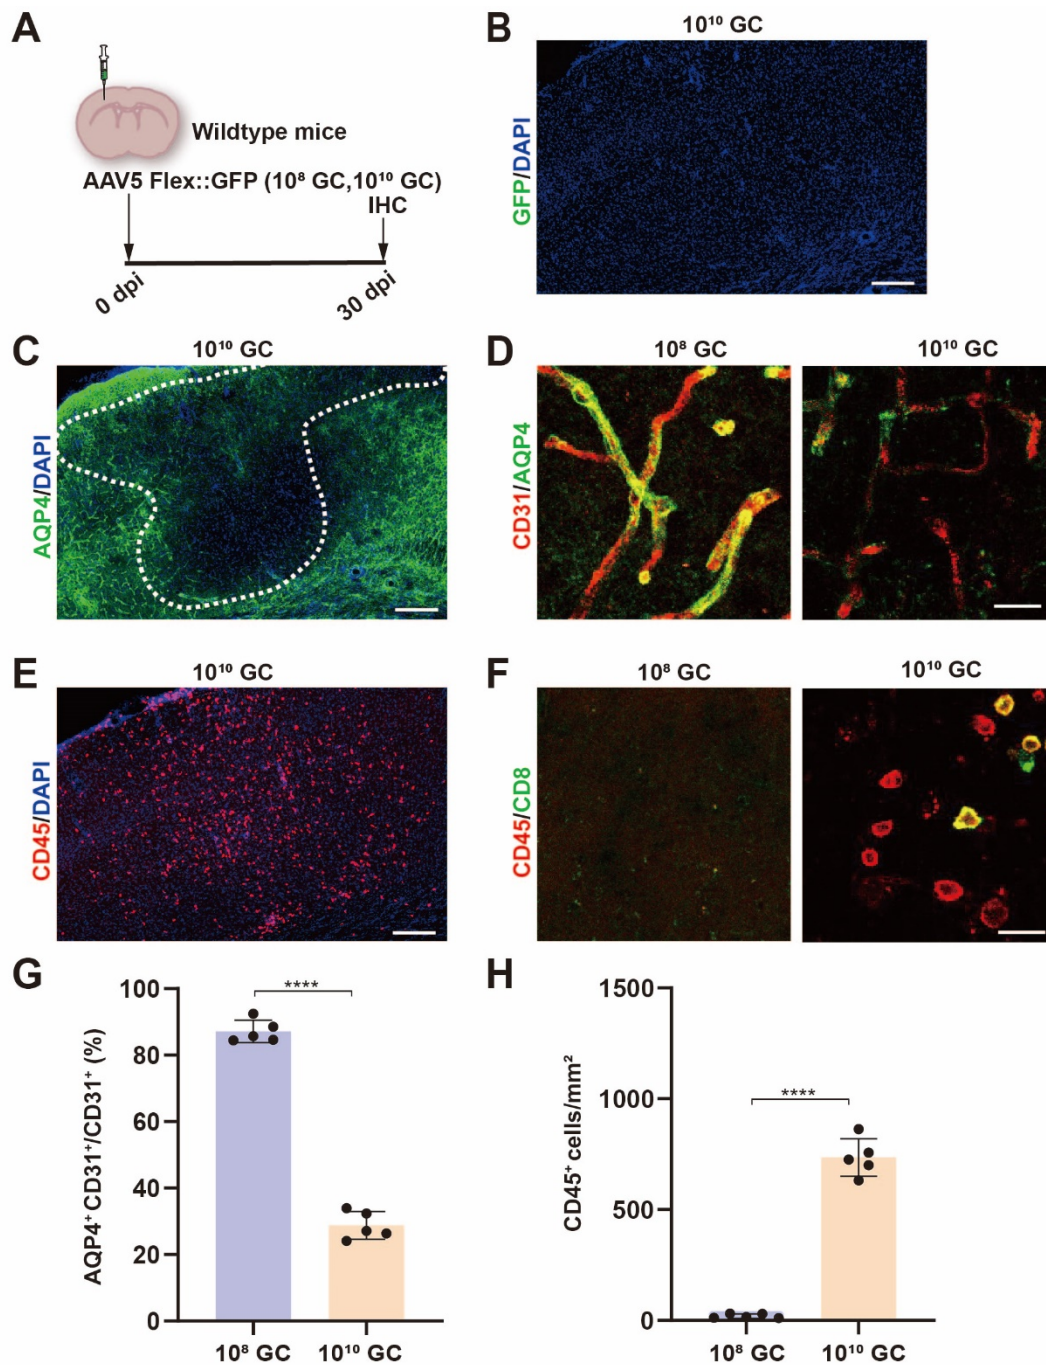 A
Wildtype mice
AAV5 Flex::GFP (10⁸ GC,10¹⁰ GC)
IHC
0 dpi
30 dpi
B
10¹⁰ GC
GFP/DAPI
C
10¹⁰ GC
AQP4/DAPI
D
10⁸ GC
10¹⁰ GC
CD31/AQP4
E
10¹⁰ GC
CD45/DAPI
F
10⁸ GC
10¹⁰ GC
CD45/CD8
G
AQP4⁺ CD31⁺/CD31⁺ (%)
100
80
60
40
20
0
****
10⁸ GC
10¹⁰ GC
H
CD45⁺ cells/mm²
1500
1000
500
0
****
10⁸ GC
10¹⁰ GC